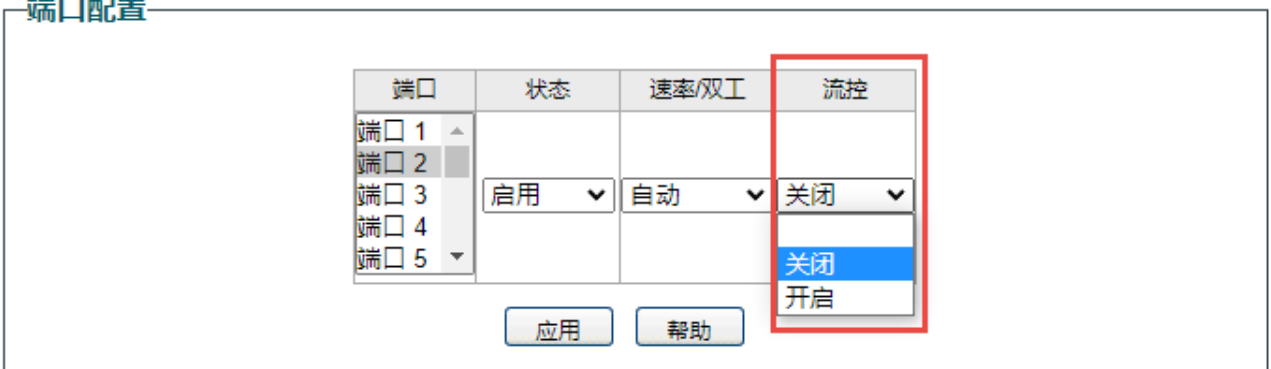 端口配置
端口 状态 速率/双工 流控
端口 1
端口 2
端口 3 启用 自动 关闭
端口 4
端口 5 关闭
开启
应用 帮助